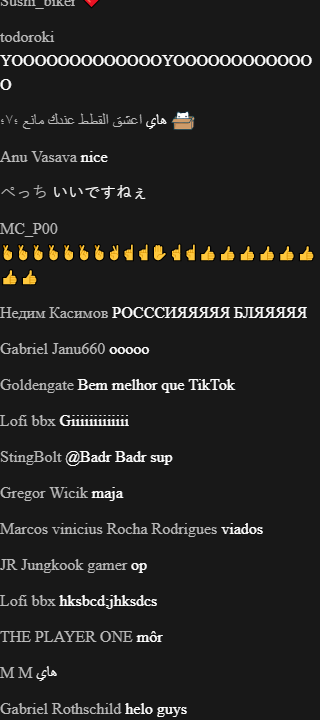 Sushi_biker ❤
todoroki
YOOOOOOOOOOOOOYOOOOOOOOOOOO
O
اعشق القطط عندك مانع ؛٧؛ هاي
Anu Vasava nice
ぺっち いいですねぇ
MC_P00
Недим Касимов РОСССИЯЯЯЯЯ БЛЯЯЯЯЯ
Gabriel Janu660 ooooo
Goldengate Bem melhor que TikTok
Lofi bbx Giiiiiiiiiiiii
StingBolt @Badr Badr sup
Gregor Wicik maja
Marcos vinicius Rocha Rodrigues viados
JR Jungkook gamer op
Lofi bbx hksbcd;jhksdcs
THE PLAYER ONE môr
M M هاي
Gabriel Rothschild helo guys